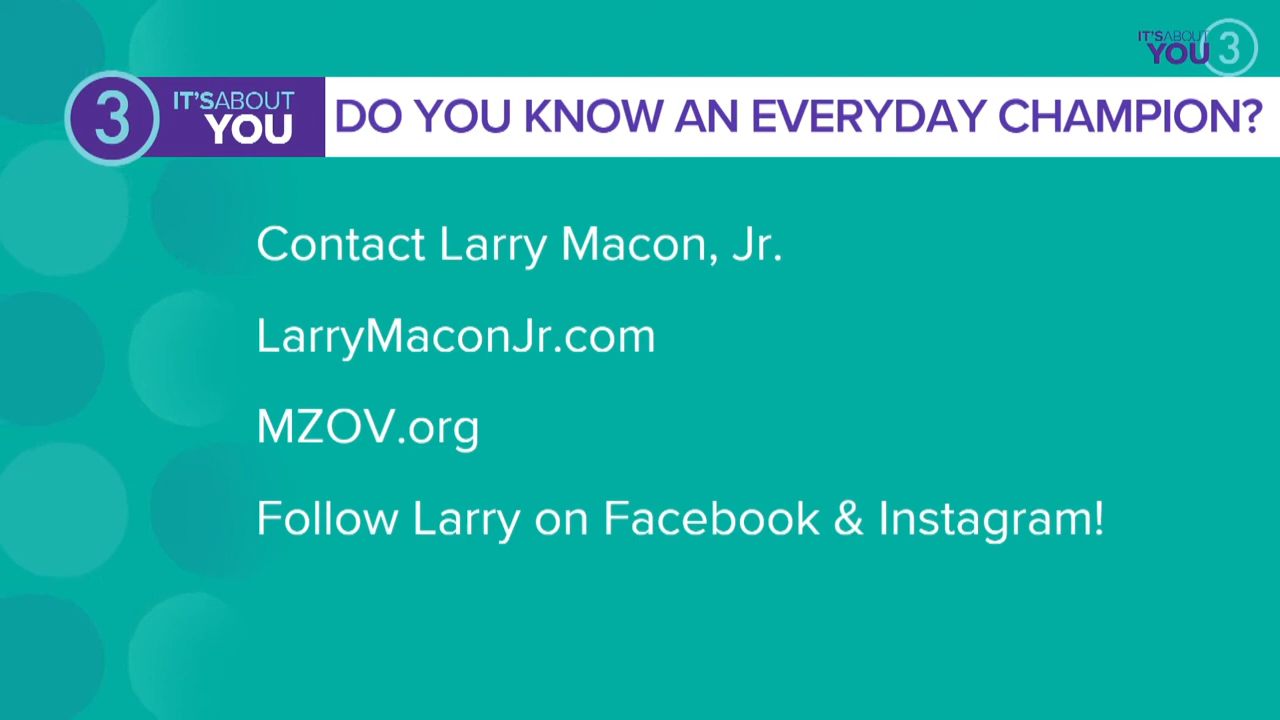 IT'SABOUT
YOU 3
3 IT'SABOUT
YOU
DO YOU KNOW AN EVERYDAY CHAMPION?
Contact Larry Macon, Jr.
LarryMaconJr.com
MZOV.org
Follow Larry on Facebook & Instagram!